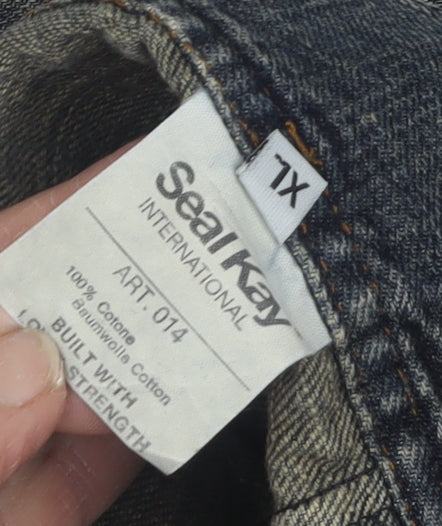 Seal Kay
INTERNATIONAL
ART. 014
100% Cotone
Baumwolle Cotton
BUILT WITH
STRENGTH
XL